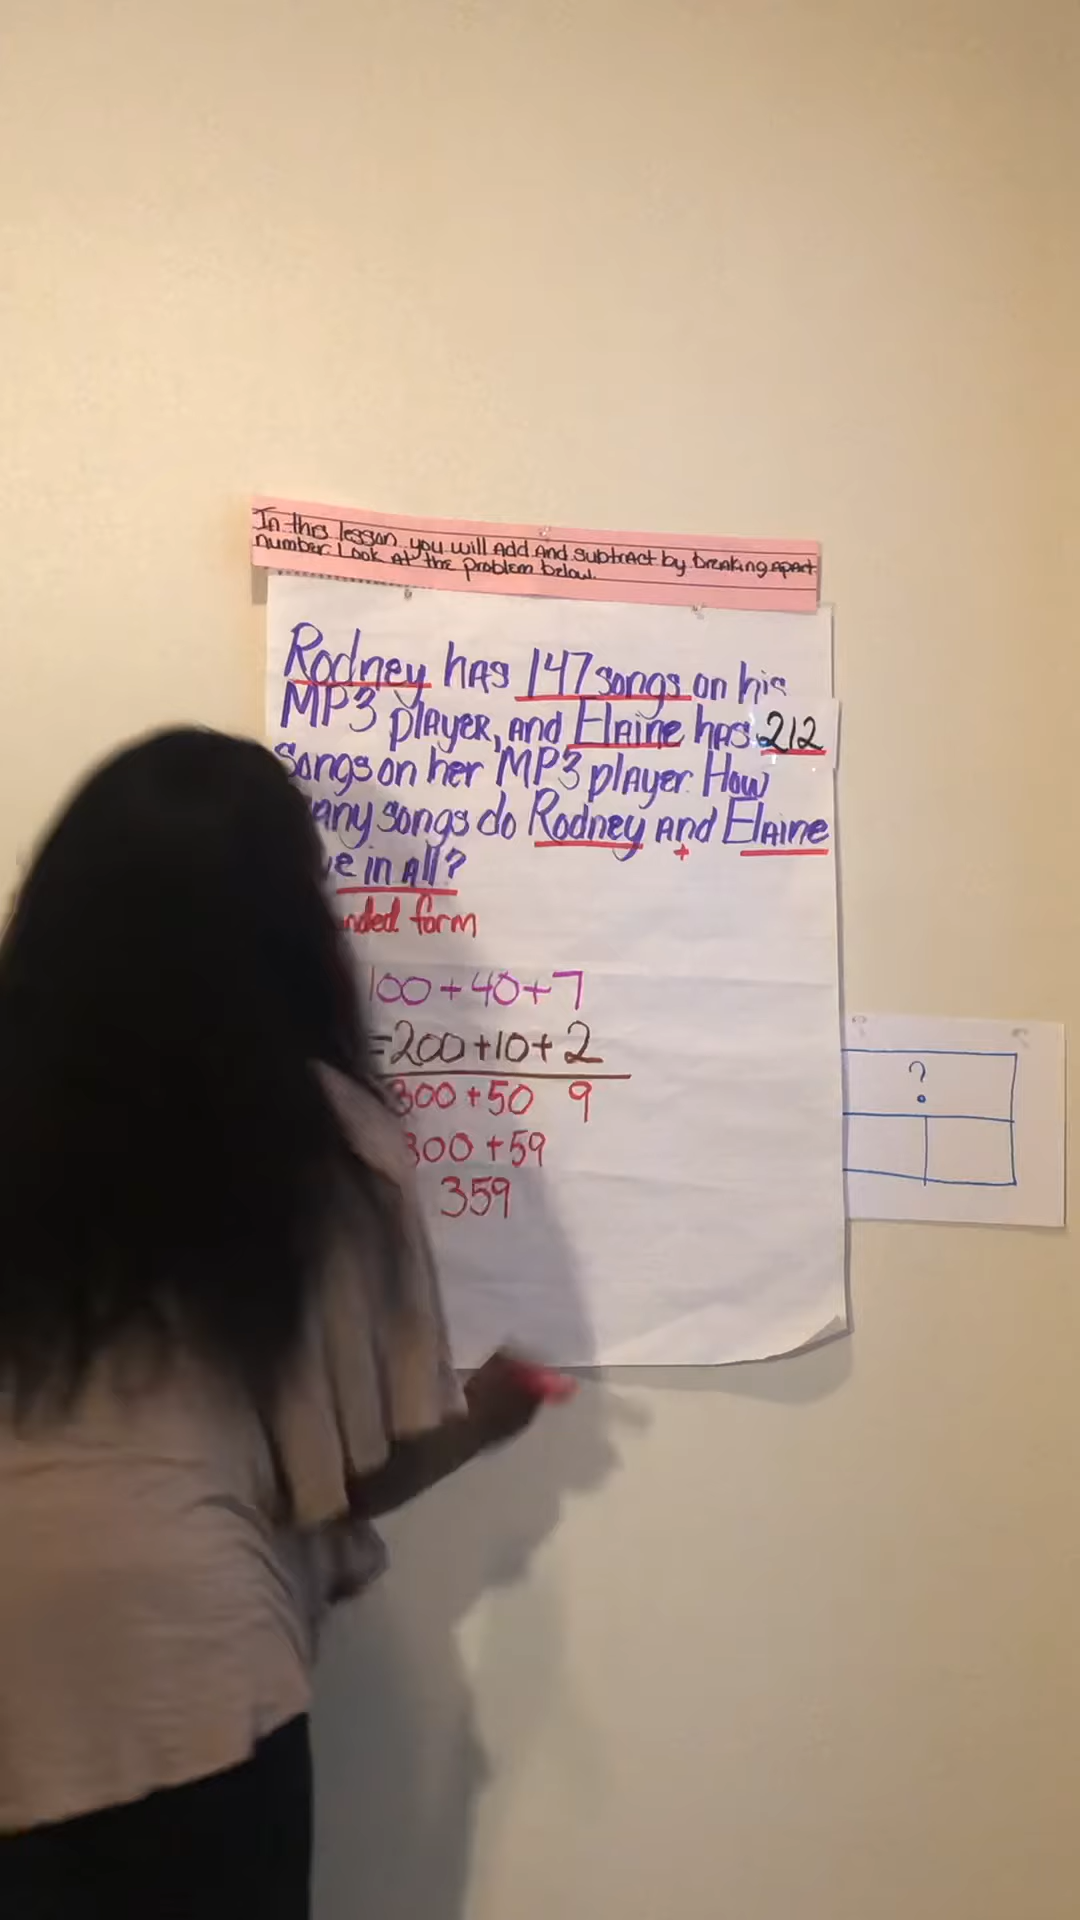 In this lesson you will Add And subtract by breaking Apart
number. Look At the problem below.
Rodney has 147 songs on his
MP3 player, and Elaine has 212
Songs on her MP3 player. How
any songs do Rodney and Elaine
+
in all?
form
100 + 40 + 7
=200 +10 + 2
300 + 50 9
300 + 59
359
?